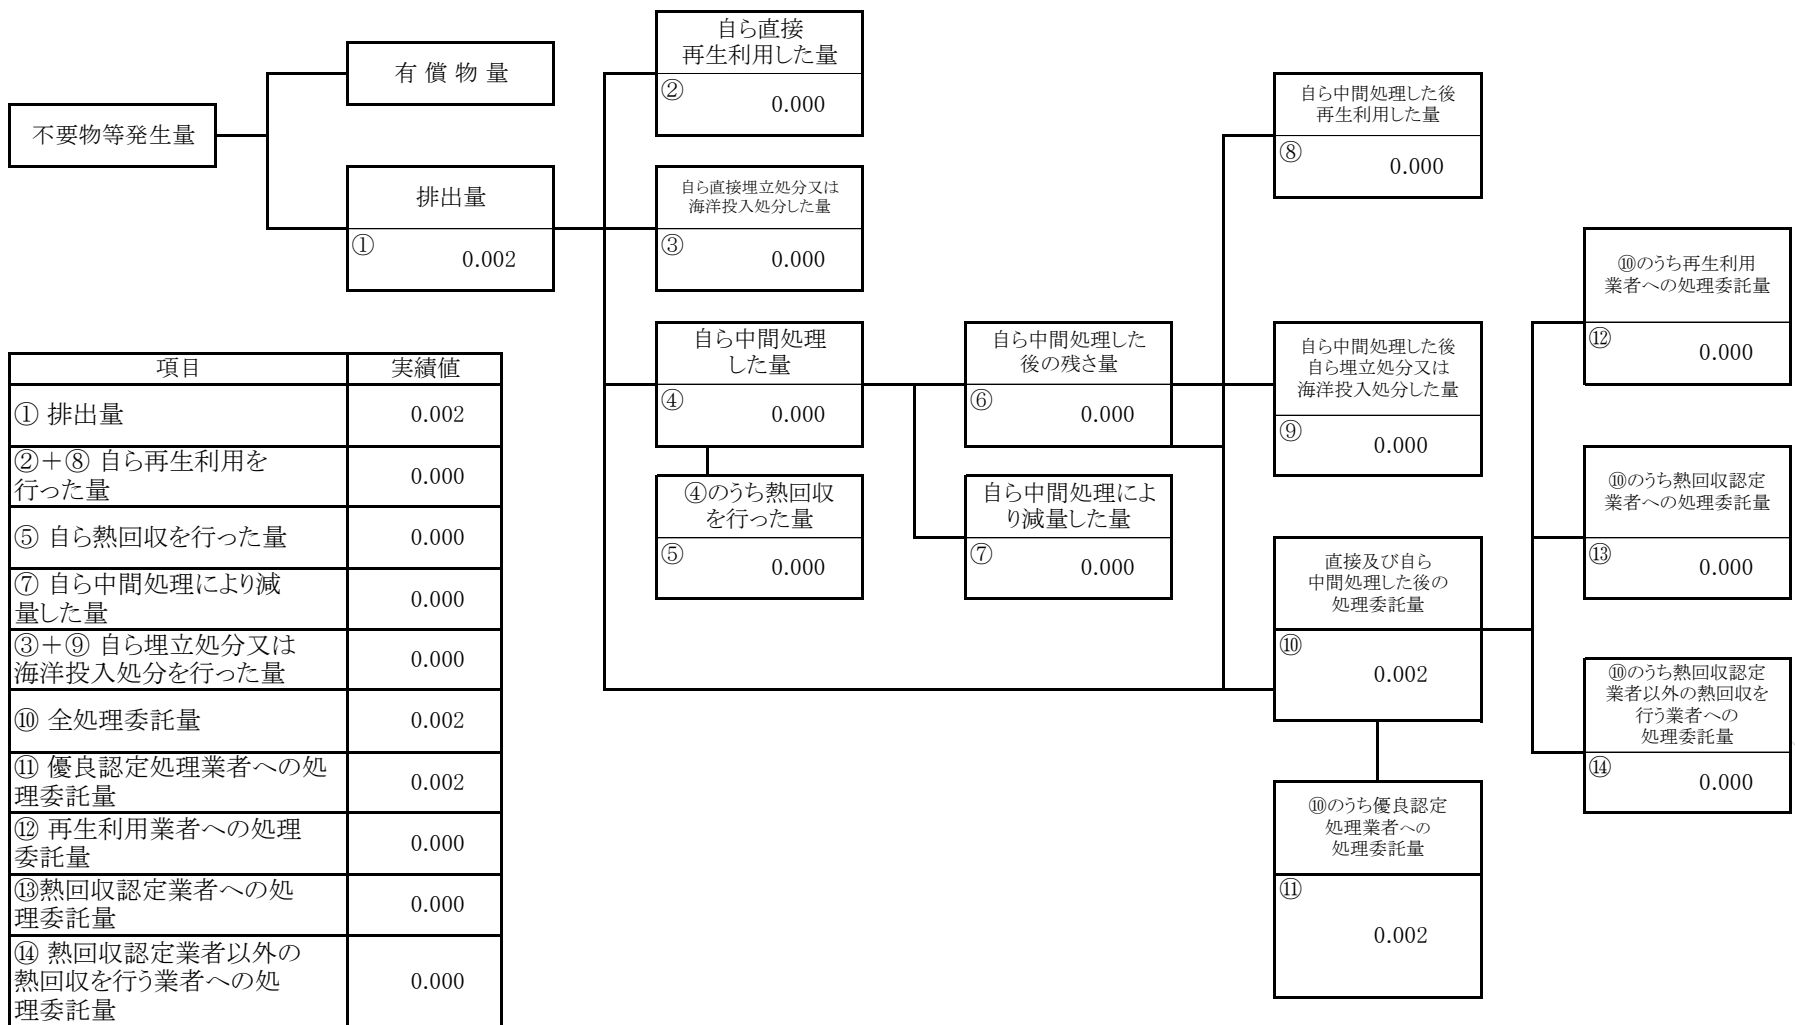 不要物等発生量
有償物量
排出量
①
0.002
自ら直接
再生利用した量
②
0.000
自ら直接埋立処分又は
海洋投入処分した量
③
0.000
自ら中間処理
した量
④
0.000
④のうち熱回収
を行った量
⑤
0.000
自ら中間処理した
後の残さ量
⑥
0.000
自ら中間処理によ
り減量した量
⑦
0.000
自ら中間処理した後
再生利用した量
⑧
0.000
自ら中間処理した後
自ら埋立処分又は
海洋投入処分した量
⑨
0.000
直接及び自ら
中間処理した後の
処理委託量
⑩
0.002
⑩のうち優良認定
処理業者への
処理委託量
⑪
0.002
⑩のうち再生利用
業者への処理委託量
⑫
0.000
⑩のうち熱回収認定
業者への処理委託量
⑬
0.000
⑩のうち熱回収認定
業者以外の熱回収を
行う業者への
処理委託量
⑭
0.000
項目 実績値
① 排出量 0.002
②＋⑧ 自ら再生利用を
行った量
0.000
⑤ 自ら熱回収を行った量 0.000
⑦ 自ら中間処理により減
量した量
0.000
③＋⑨ 自ら埋立処分又は
海洋投入処分を行った量
0.000
⑩ 全処理委託量 0.002
⑪ 優良認定処理業者への処
理委託量
0.002
⑫ 再生利用業者への処理
委託量
0.000
⑬熱回収認定業者への処
理委託量
0.000
⑭ 熱回収認定業者以外の
熱回収を行う業者への処
理委託量
0.000